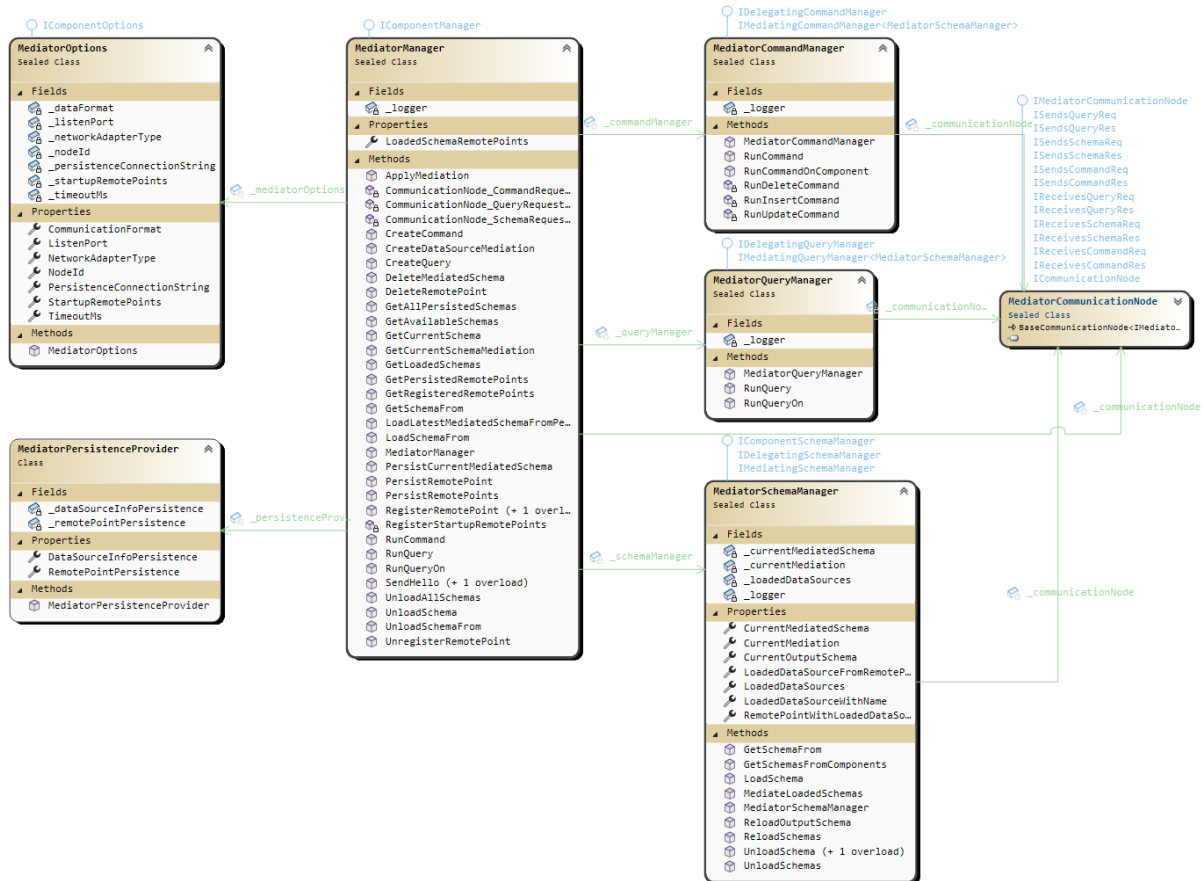 IComponentOptions
MediatorOptions
Sealed Class
Fields
_dataFormat
_listenPort
_networkAdapterType
_nodeId
_persistenceConnectionString
_startupRemotePoints
_timeoutMs
Properties
CommunicationFormat
ListenPort
NetworkAdapterType
NodeId
PersistenceConnectionString
StartupRemotePoints
TimeoutMs
Methods
MediatorOptions
_mediatorOptions
MediatorPersistenceProvider
Class
Fields
_dataSourceInfoPersistence
_remotePointPersistence
Properties
DataSourceInfoPersistence
RemotePointPersistence
Methods
MediatorPersistenceProvider
_persistenceProv
IComponentManager
MediatorManager
Sealed Class
Fields
_logger
Properties
LoadedSchemaRemotePoints
Methods
ApplyMediation
CommunicationNode_CommandReque...
CommunicationNode_QueryRequest...
CommunicationNode_SchemaReques...
CreateCommand
CreateDataSourceMediation
CreateQuery
DeleteMediatedSchema
DeleteRemotePoint
GetAllPersistedSchemas
GetAvailableSchemas
GetCurrentSchema
GetCurrentSchemaMediation
GetLoadedSchemas
GetPersistedRemotePoints
GetRegisteredRemotePoints
GetSchemaFrom
LoadLatestMediatedSchemaFromPe...
LoadSchemaFrom
MediatorManager
PersistCurrentMediatedSchema
PersistRemotePoint
PersistRemotePoints
RegisterRemotePoint (+ 1 overl...
RegisterStartupRemotePoints
RunCommand
RunQuery
RunQueryOn
SendHello (+ 1 overload)
UnloadAllSchemas
UnloadSchema
UnloadSchemaFrom
UnregisterRemotePoint
_commandManager
_queryManager
_schemaManager
IDelegatingCommandManager
IMediatingCommandManager<MediatorSchemaManager>
MediatorCommandManager
Sealed Class
Fields
_logger
Methods
MediatorCommandManager
RunCommand
RunCommandOnComponent
RunDeleteCommand
RunInsertCommand
RunUpdateCommand
_communicationNode
IDelegatingQueryManager
IMediatingQueryManager<MediatorSchemaManager>
MediatorQueryManager
Sealed Class
Fields
_logger
Methods
MediatorQueryManager
RunQuery
RunQueryOn
_communicationNo...
IComponentSchemaManager
IDelegatingSchemaManager
IMediatingSchemaManager
MediatorSchemaManager
Sealed Class
Fields
_currentMediatedSchema
_currentMediation
_loadedDataSources
_logger
Properties
CurrentMediatedSchema
CurrentMediation
CurrentOutputSchema
LoadedDataSourceFromRemoteP...
LoadedDataSources
LoadedDataSourceWithName
RemotePointWithLoadedDataSo...
Methods
GetSchemaFrom
GetSchemasFromComponents
LoadSchema
MediateLoadedSchemas
MediatorSchemaManager
ReloadOutputSchema
ReloadSchemas
UnloadSchema (+ 1 overload)
UnloadSchemas
IMediatorCommunicationNode
ISendsQueryReq
ISendsQueryRes
ISendsSchemaReq
ISendsSchemaRes
ISendsCommandReq
ISendsCommandRes
IReceivesQueryReq
IReceivesQueryRes
IReceivesSchemaReq
IReceivesSchemaRes
IReceivesCommandReq
IReceivesCommandRes
ICommunicationNode
MediatorCommunicationNode
Sealed Class
BaseCommunicationNode<IMediato...
_communicationNode
_communicationNode